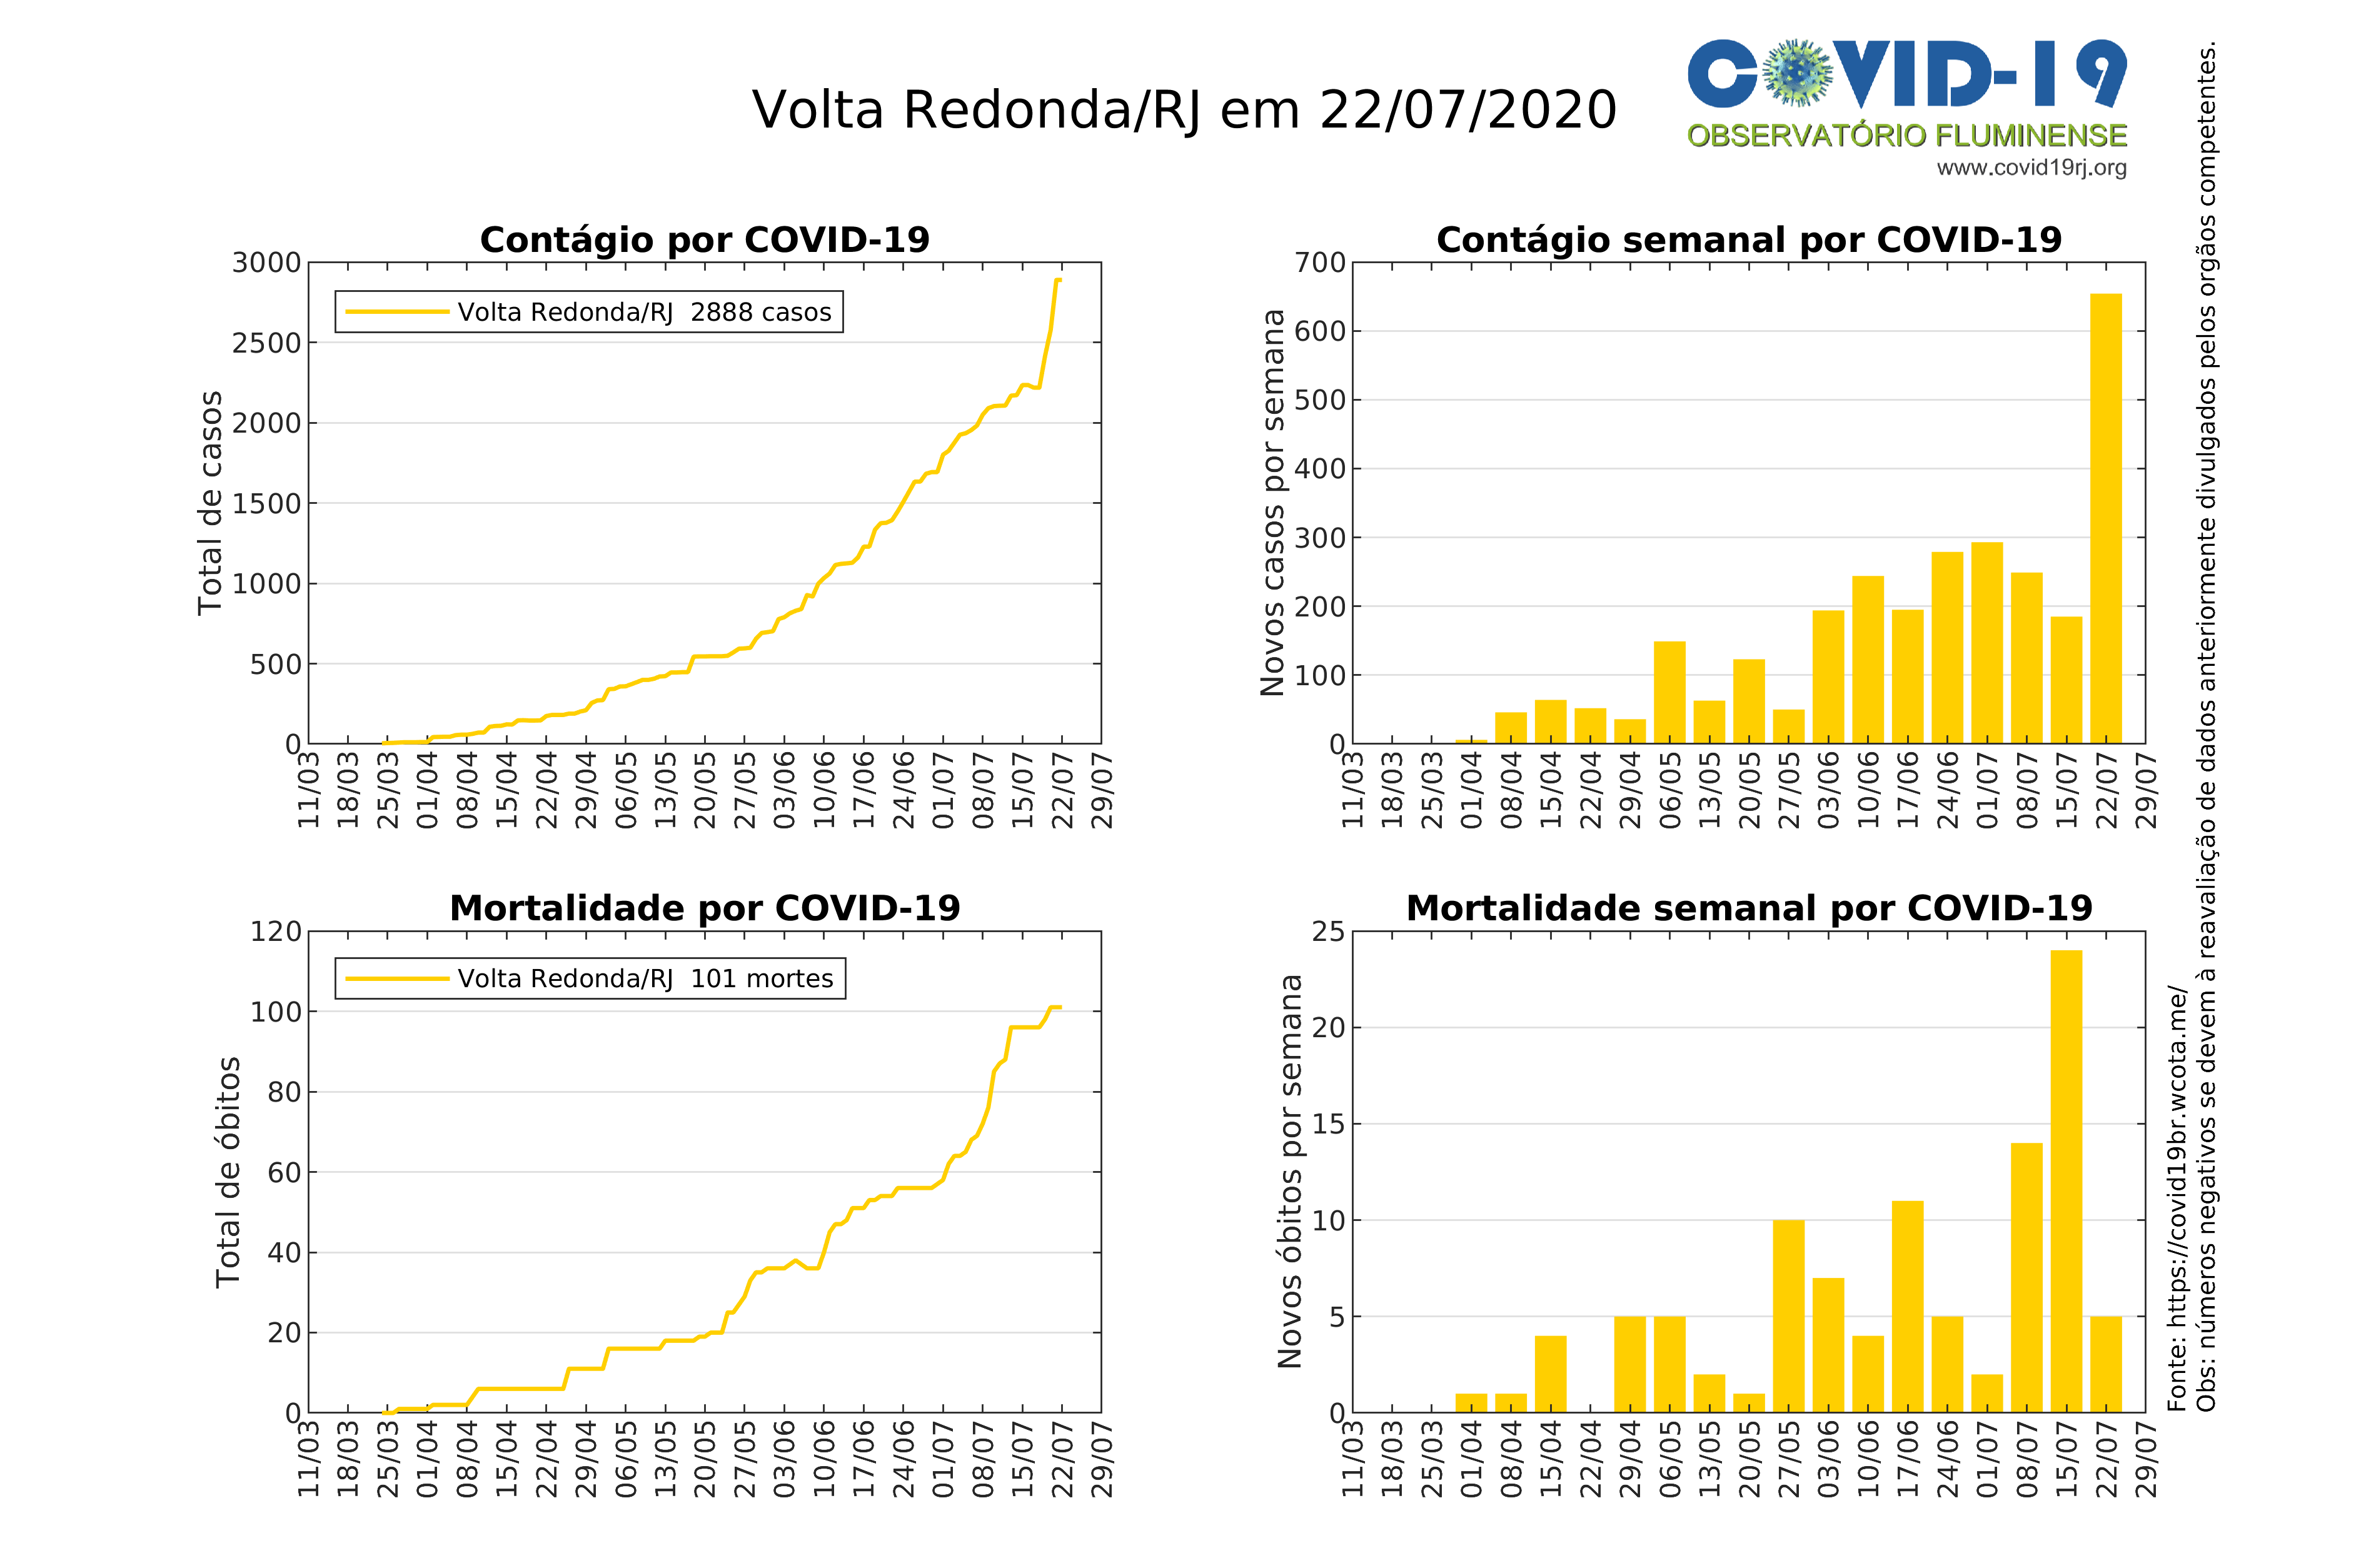 Volta Redonda/RJ em 22/07/2020
COVID-19
OBSERVATÓRIO FLUMINENSE
www.covid19rj.org
Contágio por COVID-19
Total de casos
3000
2500
2000
1500
1000
500
0
Volta Redonda/RJ 2888 casos
11/03 18/03 25/03 01/04 08/04 15/04 22/04 29/04 06/05 13/05 20/05 27/05 03/06 10/06 17/06 24/06 01/07 08/07 15/07 22/07 29/07
Contágio semanal por COVID-19
Novos casos por semana
700
600
500
400
300
200
100
0
11/03 18/03 25/03 01/04 08/04 15/04 22/04 29/04 06/05 13/05 20/05 27/05 03/06 10/06 17/06 24/06 01/07 08/07 15/07 22/07 29/07
Mortalidade por COVID-19
Total de óbitos
120
100
80
60
40
20
0
Volta Redonda/RJ 101 mortes
11/03 18/03 25/03 01/04 08/04 15/04 22/04 29/04 06/05 13/05 20/05 27/05 03/06 10/06 17/06 24/06 01/07 08/07 15/07 22/07 29/07
Mortalidade semanal por COVID-19
Novos óbitos por semana
25
20
15
10
5
0
11/03 18/03 25/03 01/04 08/04 15/04 22/04 29/04 06/05 13/05 20/05 27/05 03/06 10/06 17/06 24/06 01/07 08/07 15/07 22/07 29/07
Fonte: https://covid19br.wcota.me/
Obs: números negativos se devem à reavaliação de dados anteriormente divulgados pelos orgãos competentes.